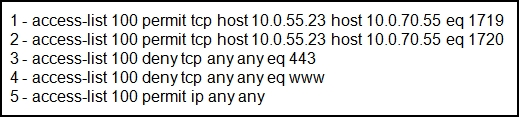 1 - access-list 100 permit tcp host 10.0.55.23 host 10.0.70.55 eq 1719
2 - access-list 100 permit tcp host 10.0.55.23 host 10.0.70.55 eq 1720
3 - access-list 100 deny tcp any any eq 443
4 - access-list 100 deny tcp any any eq www
5 - access-list 100 permit ip any any